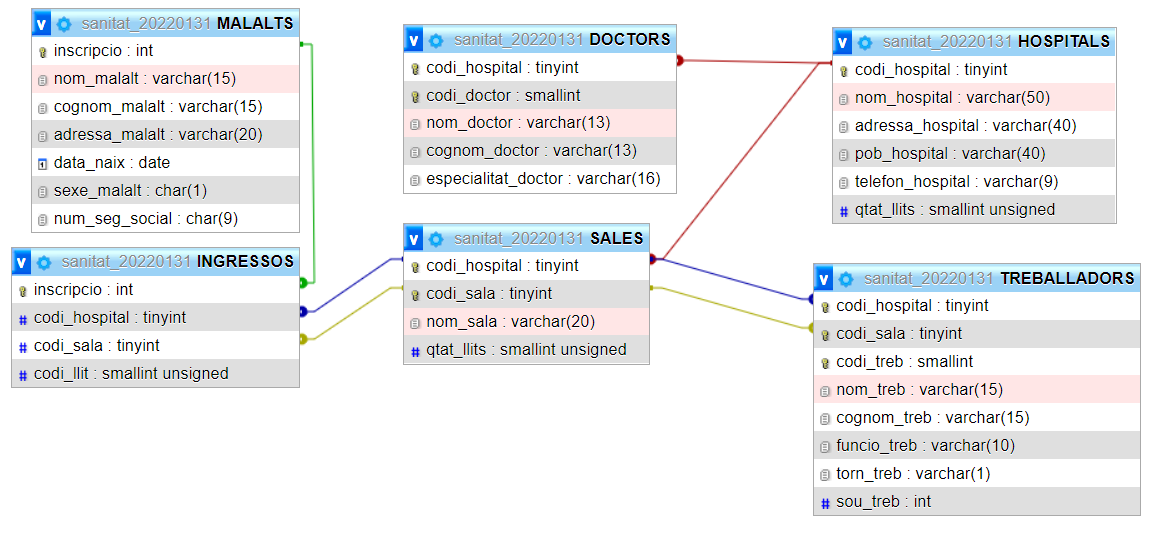 v sanitat_20220131 MALALTS
inscripcio : int
nom_malalt : varchar(15)
cognom_malalt : varchar(15)
adressa_malalt : varchar(20)
data_naix : date
sexe_malalt : char(1)
num_seg_social : char(9)
v sanitat_20220131 INGRESSOS
inscripcio : int
# codi_hospital : tinyint
# codi_sala : tinyint
# codi_llit : smallint unsigned
v sanitat_20220131 DOCTORS
codi_hospital : tinyint
codi_doctor : smallint
nom_doctor : varchar(13)
cognom_doctor : varchar(13)
especialitat_doctor : varchar(16)
v sanitat_20220131 SALES
codi_hospital : tinyint
codi_sala : tinyint
nom_sala : varchar(20)
# qtat_llits : smallint unsigned
v sanitat_20220131 HOSPITALS
codi_hospital : tinyint
nom_hospital : varchar(50)
adressa_hospital : varchar(40)
pob_hospital : varchar(40)
telefon_hospital : varchar(9)
# qtat_llits : smallint unsigned
v sanitat_20220131 TREBALLADORS
codi_hospital : tinyint
codi_sala : tinyint
codi_treb : smallint
nom_treb : varchar(15)
cognom_treb : varchar(15)
funcio_treb : varchar(10)
torn_treb : varchar(1)
# sou_treb : int